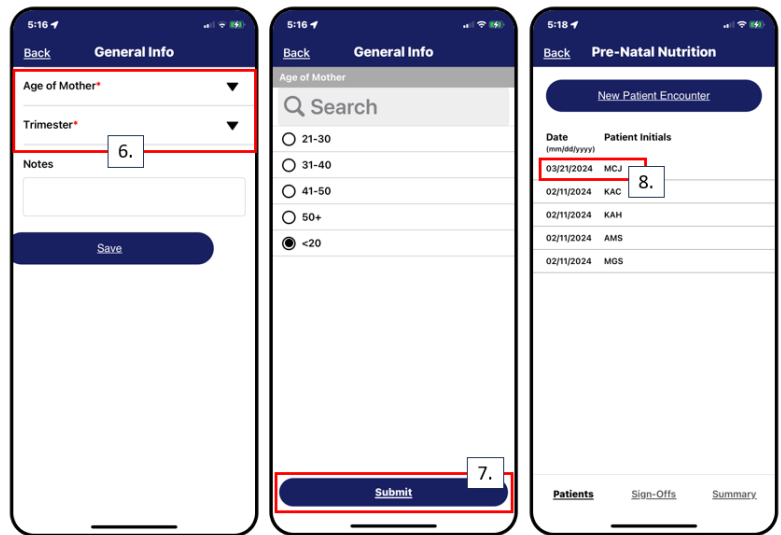 5:16
Back General Info
Age of Mother*
Trimester*
6.
Notes
Save
5:16
Back General Info
Age of Mother
Search
21-30
31-40
41-50
50+
<20
7.
Submit
5:18
Back Pre-Natal Nutrition
New Patient Encounter
Date Patient Initials
(mm/dd/yyyy)
03/21/2024 MCJ
8.
02/11/2024 KAC
02/11/2024 KAH
02/11/2024 AMS
02/11/2024 MGS
Patients Sign-Offs Summary